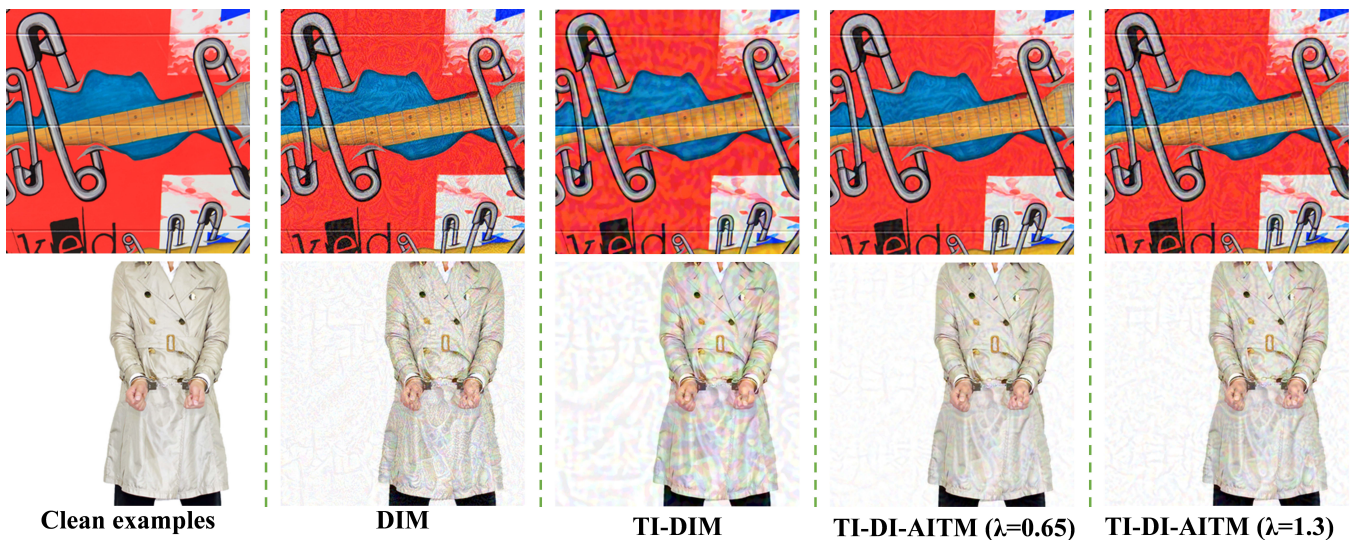 ved
ved
ved
ved
ved
Clean examples
DIM
TI-DIM
TI-DI-AITM (λ=0.65)
TI-DI-AITM (λ=1.3)